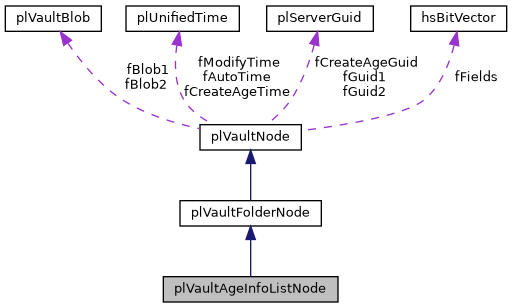 plVaultBlob
plUnifiedTime
plServerGuid
hsBitVector
fBlob1
fBlob2
fModifyTime
fAutoTime
fCreateAgeTime
fCreateAgeGuid
fGuid1
fGuid2
fFields
plVaultNode
plVaultFolderNode
plVaultAgeInfoListNode